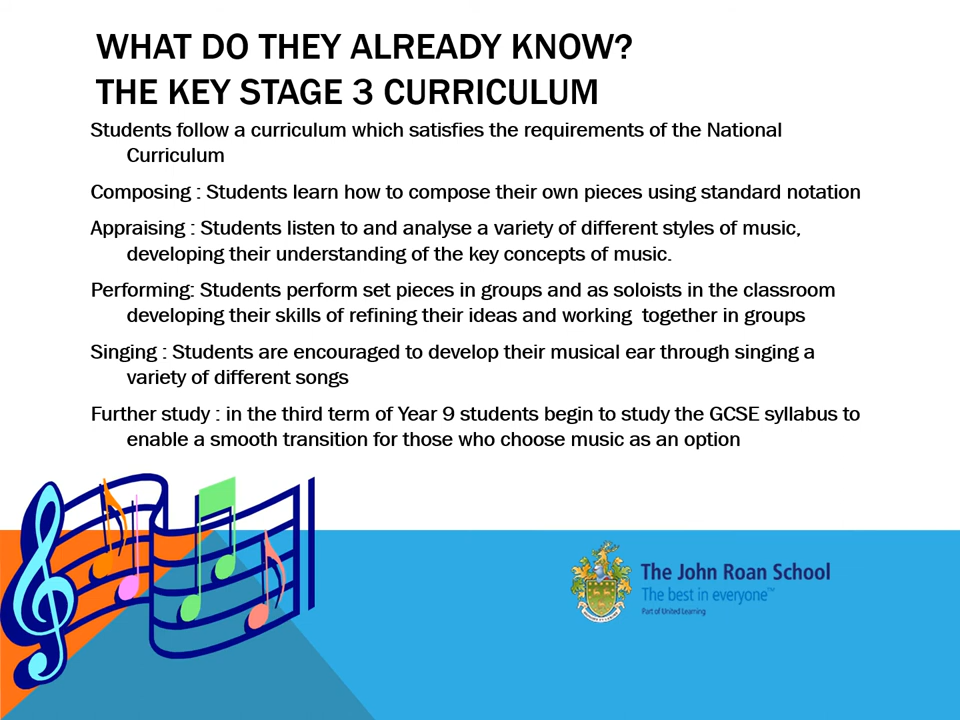 WHAT DO THEY ALREADY KNOW?
THE KEY STAGE 3 CURRICULUM
Students follow a curriculum which satisfies the requirements of the National
Curriculum
Composing : Students learn how to compose their own pieces using standard notation
Appraising : Students listen to and analyse a variety of different styles of music,
developing their understanding of the key concepts of music.
Performing: Students perform set pieces in groups and as soloists in the classroom
developing their skills of refining their ideas and working  together in groups
Singing : Students are encouraged to develop their musical ear through singing a
variety of different songs
Further study : in the third term of Year 9 students begin to study the GCSE syllabus to
enable a smooth transition for those who choose music as an option
The John Roan School
The best in everyone™
Part of United Learning